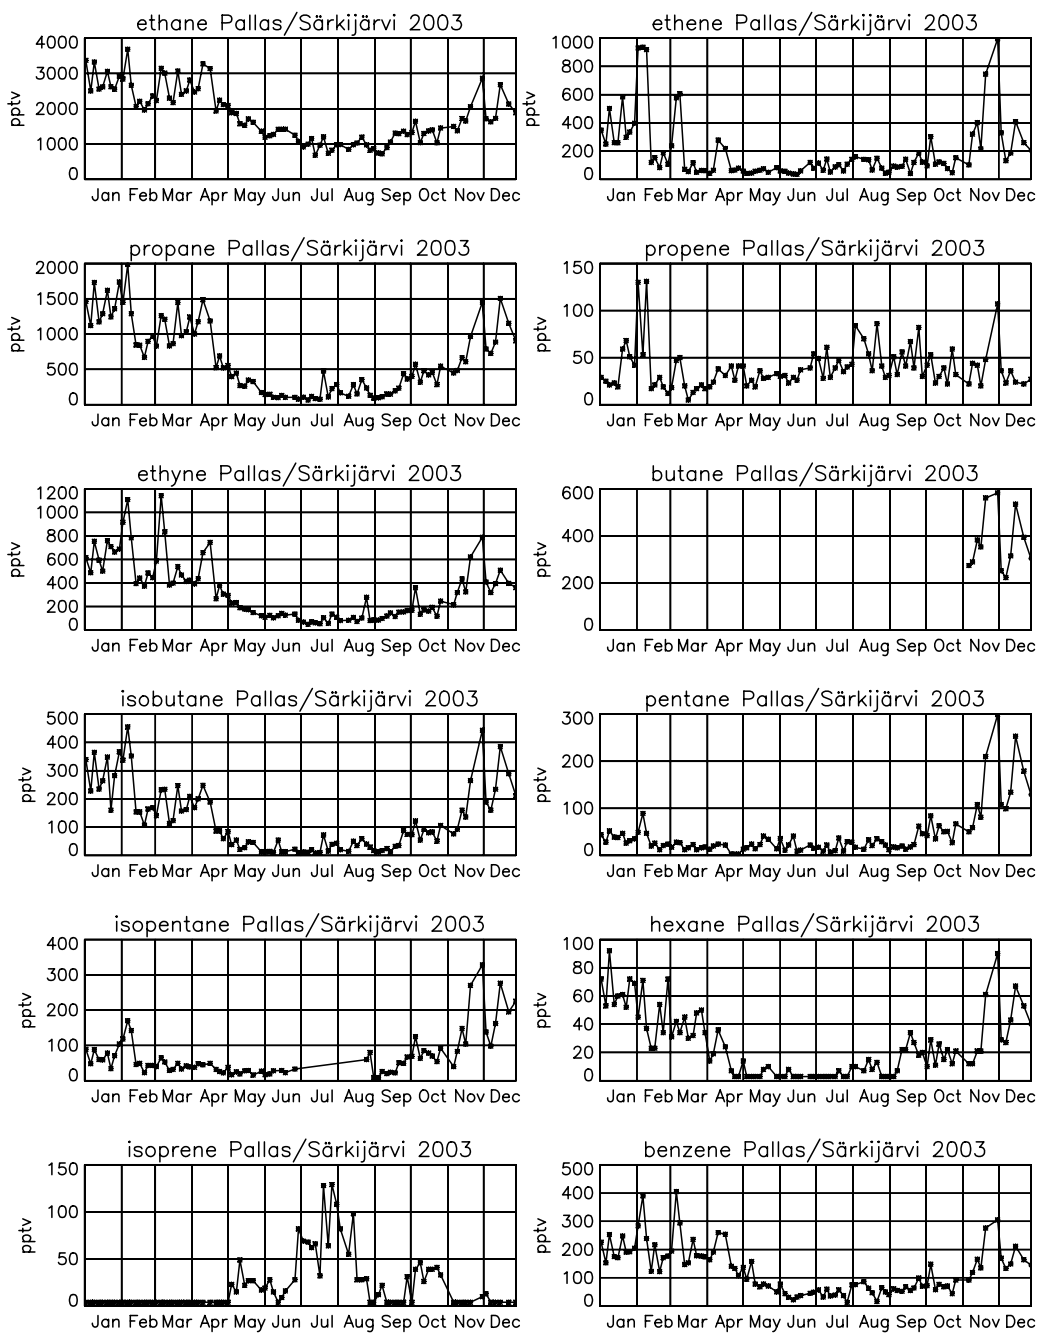 ethane Pallas/Särkijärvi 2003
4000
3000
2000
1000
0
pptv
Jan Feb Mar Apr May Jun Jul Aug Sep Oct Nov Dec
ethene Pallas/Särkijärvi 2003
1000
800
600
400
200
0
pptv
Jan Feb Mar Apr May Jun Jul Aug Sep Oct Nov Dec
propane Pallas/Särkijärvi 2003
2000
1500
1000
500
0
pptv
Jan Feb Mar Apr May Jun Jul Aug Sep Oct Nov Dec
propene Pallas/Särkijärvi 2003
150
100
50
0
pptv
Jan Feb Mar Apr May Jun Jul Aug Sep Oct Nov Dec
ethyne Pallas/Särkijärvi 2003
1200
1000
800
600
400
200
0
pptv
Jan Feb Mar Apr May Jun Jul Aug Sep Oct Nov Dec
butane Pallas/Särkijärvi 2003
600
400
200
0
pptv
Jan Feb Mar Apr May Jun Jul Aug Sep Oct Nov Dec
isobutane Pallas/Särkijärvi 2003
500
400
300
200
100
0
pptv
Jan Feb Mar Apr May Jun Jul Aug Sep Oct Nov Dec
pentane Pallas/Särkijärvi 2003
300
200
100
0
pptv
Jan Feb Mar Apr May Jun Jul Aug Sep Oct Nov Dec
isopentane Pallas/Särkijärvi 2003
400
300
200
100
0
pptv
Jan Feb Mar Apr May Jun Jul Aug Sep Oct Nov Dec
hexane Pallas/Särkijärvi 2003
100
80
60
40
20
0
pptv
Jan Feb Mar Apr May Jun Jul Aug Sep Oct Nov Dec
isoprene Pallas/Särkijärvi 2003
150
100
50
0
pptv
Jan Feb Mar Apr May Jun Jul Aug Sep Oct Nov Dec
benzene Pallas/Särkijärvi 2003
500
400
300
200
100
0
pptv
Jan Feb Mar Apr May Jun Jul Aug Sep Oct Nov Dec